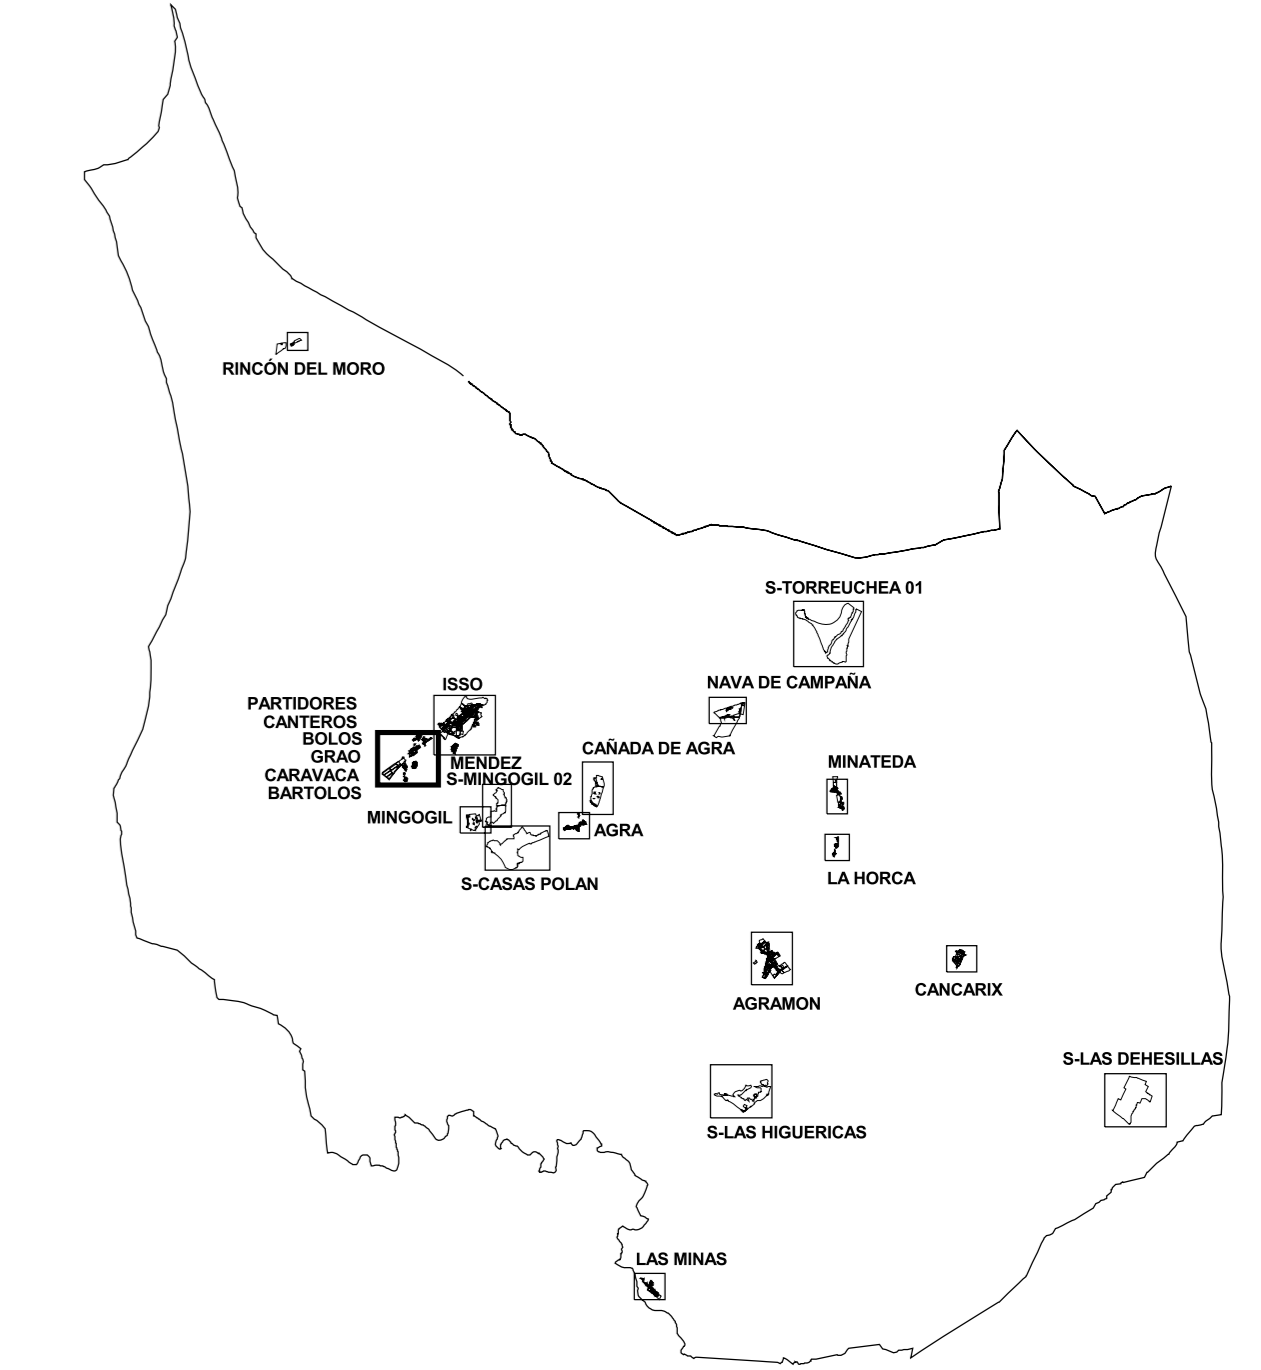 RINCÓN DEL MORO
S-TORREUCHEA 01
ISSO
NAVA DE CAMPAÑA
PARTIDORES
CANTEROS
BOLOS
GRAO
CARAVACA
BARTOLOS
CAÑADA DE AGRA
MENDEZ
S-MINGOGIL 02
MINATEDA
MINGOGIL
AGRA
S-CASAS POLAN
LA HORCA
AGRAMON
CANCARIX
S-LAS DEHESILLAS
S-LAS HIGUERICAS
LAS MINAS